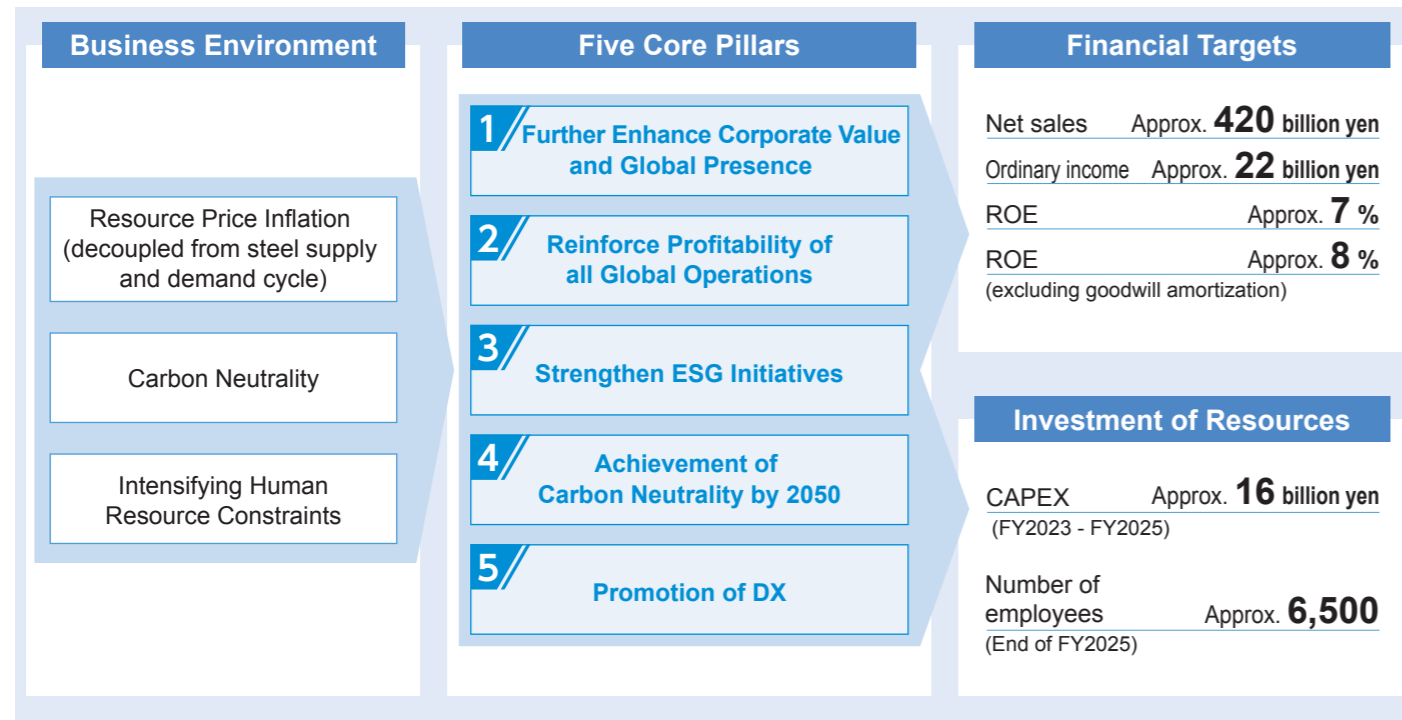 Business Environment
Resource Price Inflation
(decoupled from steel supply
and demand cycle)
Carbon Neutrality
Intensifying Human
Resource Constraints
Five Core Pillars
1
Further Enhance Corporate Value
and Global Presence
2
Reinforce Profitability of
all Global Operations
3
Strengthen ESG Initiatives
4
Achievement of
Carbon Neutrality by 2050
5
Promotion of DX
Financial Targets
Net sales Approx. 420 billion yen
Ordinary income Approx. 22 billion yen
ROE Approx. 7 %
ROE Approx. 8 %
(excluding goodwill amortization)
Investment of Resources
CAPEX Approx. 16 billion yen
(FY2023 - FY2025)
Number of
employees Approx. 6,500
(End of FY2025)